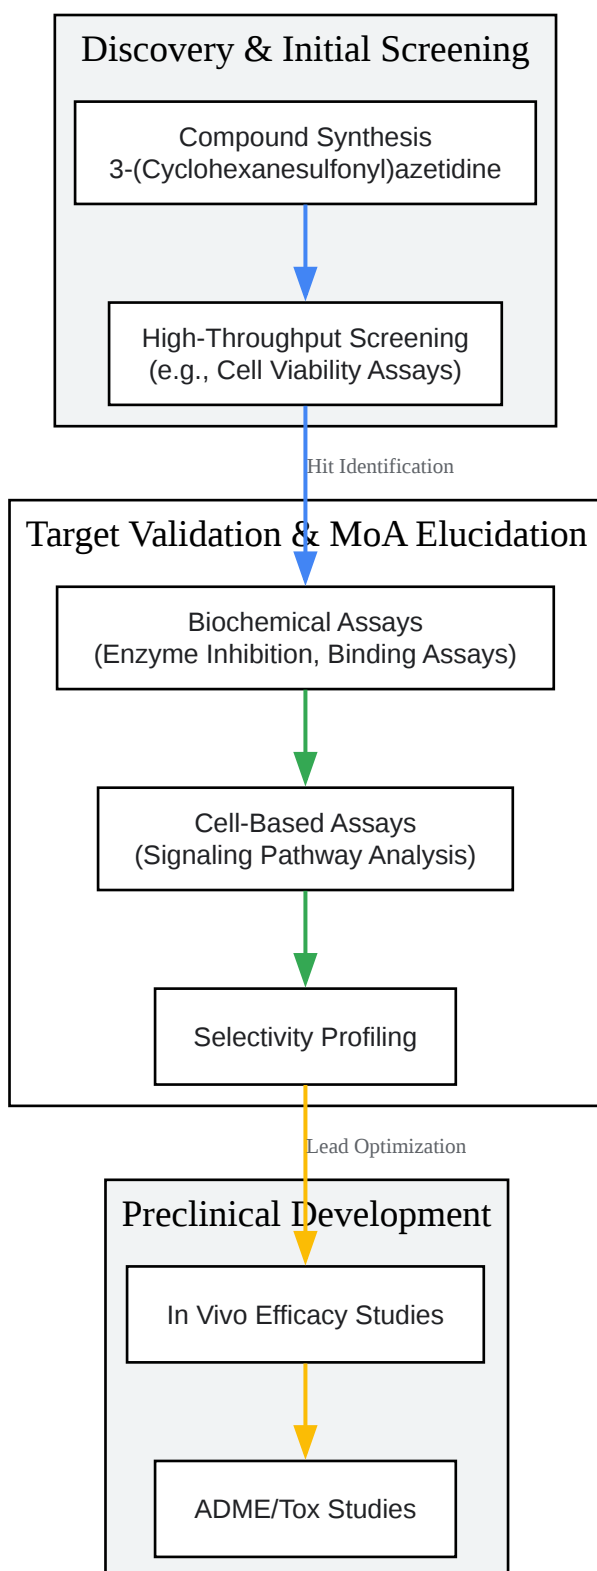 Discovery & Initial Screening
Compound Synthesis
3-(Cyclohexanesulfonyl)azetidine
High-Throughput Screening
(e.g., Cell Viability Assays)
Hit Identification
Target Validation & MoA Elucidation
Biochemical Assays
(Enzyme Inhibition, Binding Assays)
Cell-Based Assays
(Signaling Pathway Analysis)
Selectivity Profiling
Lead Optimization
Preclinical Development
In Vivo Efficacy Studies
ADME/Tox Studies